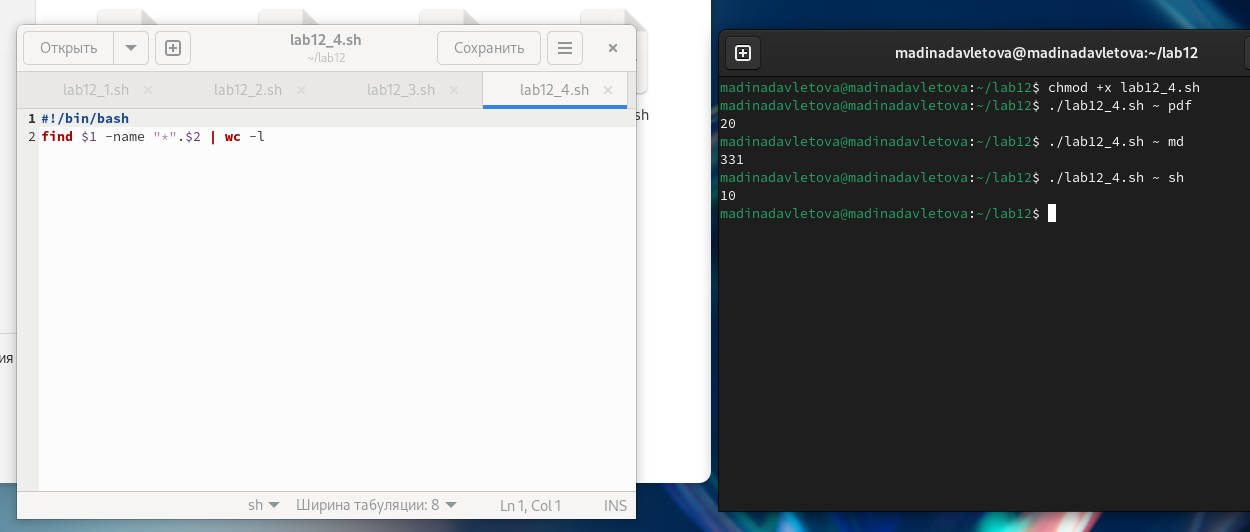 Открыть
lab12_4.sh
~/lab12
Сохранить
lab12_1.sh
lab12_2.sh
lab12_3.sh
lab12_4.sh
1 #!/bin/bash
2 find $1 -name "*".$2 | wc -l
sh
Ширина табуляции: 8
Ln 1, Col 1
INS
ия
sh
madinadavletova@madinadavletova:~/lab12
madinadavletova@madinadavletova:~/lab12$ chmod +x lab12_4.sh
madinadavletova@madinadavletova:~/lab12$ ./lab12_4.sh ~ pdf
20
madinadavletova@madinadavletova:~/lab12$ ./lab12_4.sh ~ md
331
madinadavletova@madinadavletova:~/lab12$ ./lab12_4.sh ~ sh
10
madinadavletova@madinadavletova:~/lab12$